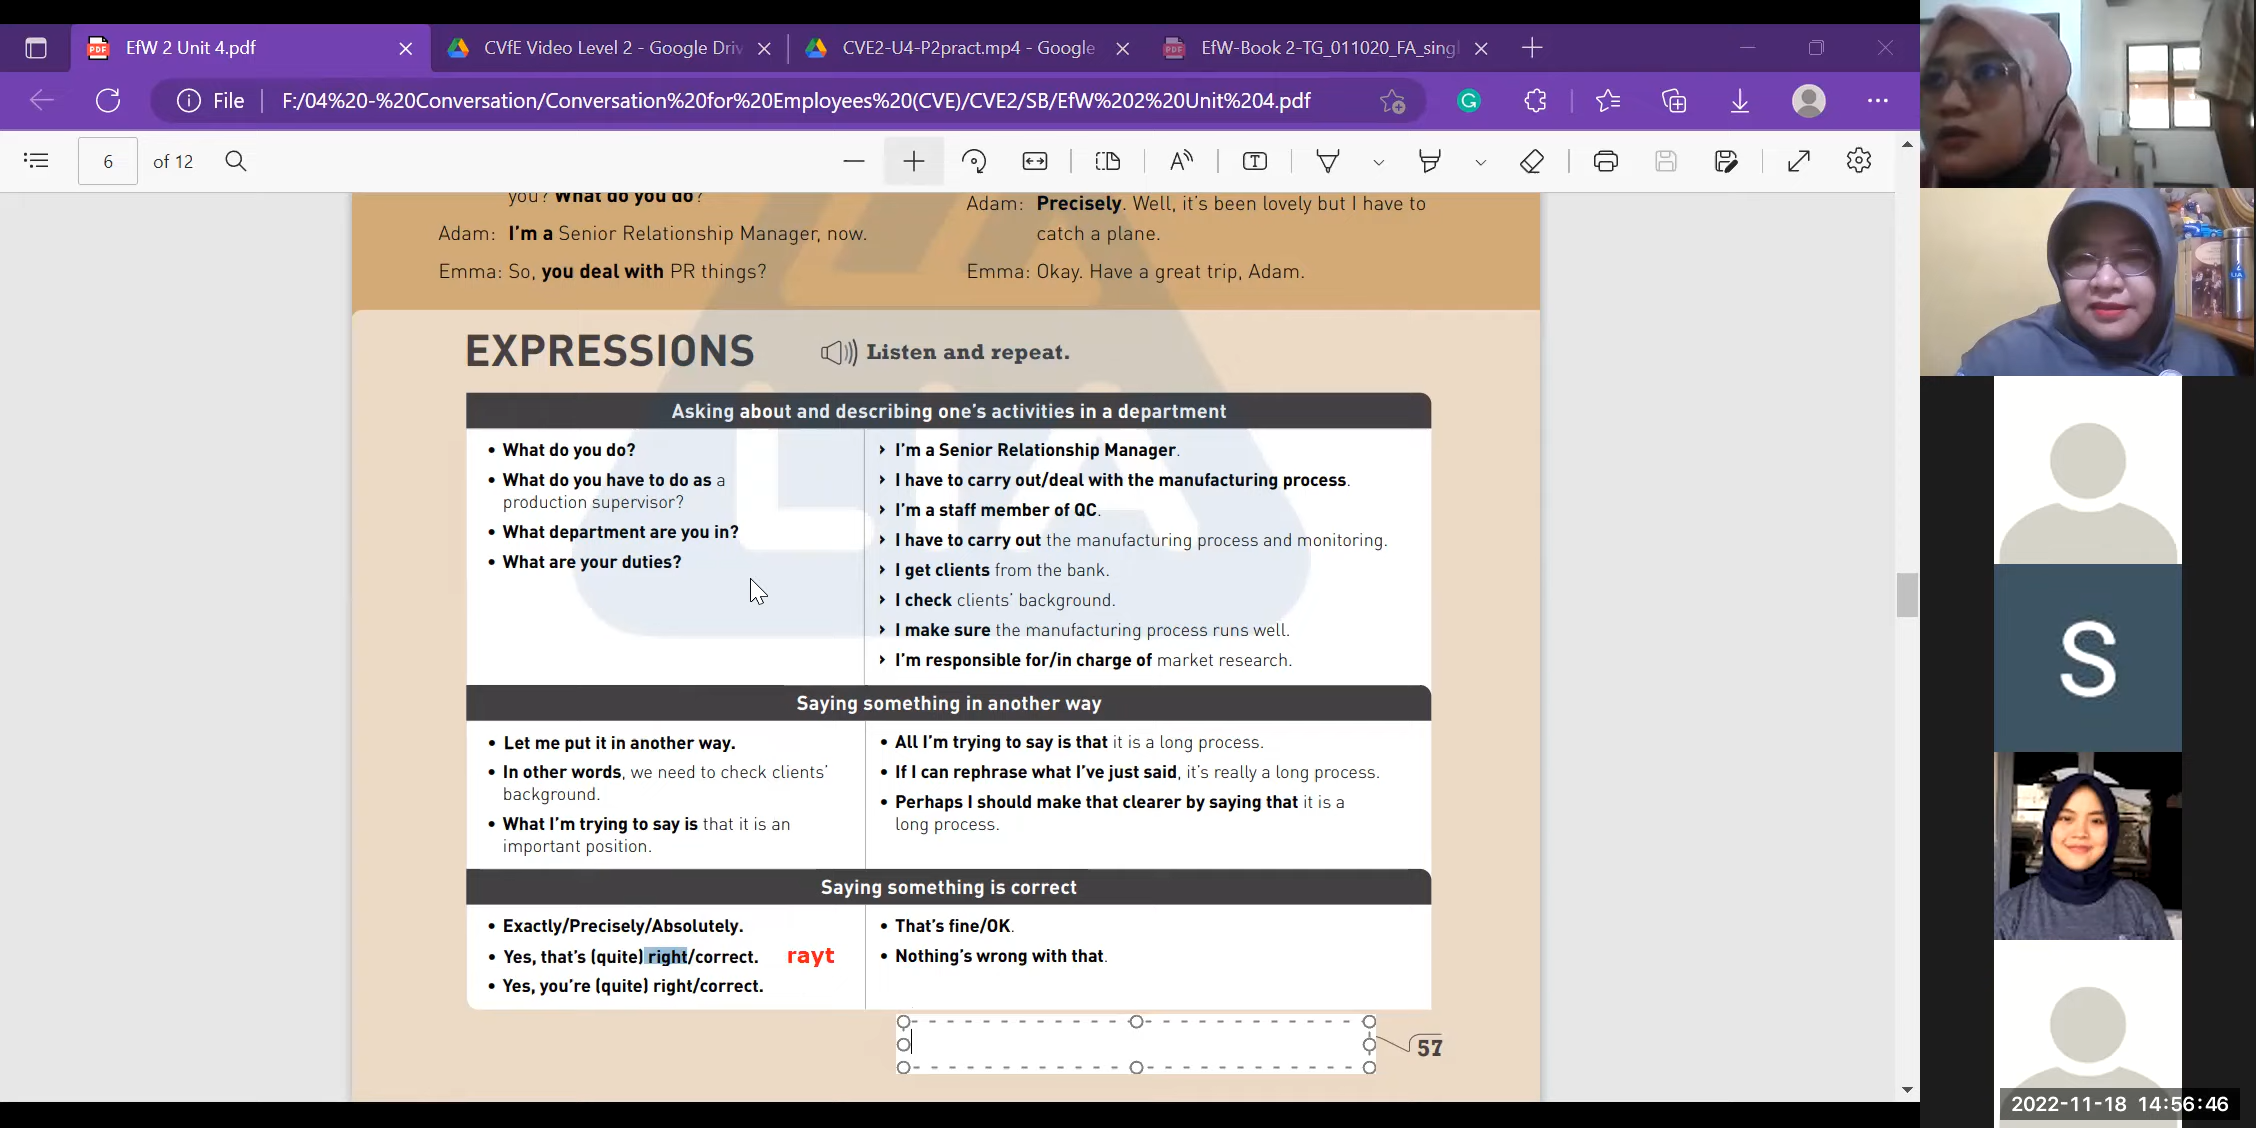 EfW 2 Unit 4.pdf
CVfE Video Level 2 - Google Driv
CVE2-U4-P2pract.mp4 - Google
EfW-Book 2-TG_011020_FA_singl
File
F:/04%20-%20Conversation/Conversation%20for%20Employees%20(CVE)/CVE2/SB/EfW%202%20Unit%204.pdf
6 of 12
you? What do you do?
Adam: I'm a Senior Relationship Manager, now.
Emma: So, you deal with PR things?
Adam: Precisely. Well, it's been lovely but I have to
catch a plane.
Emma: Okay. Have a great trip, Adam.
EXPRESSIONS
Listen and repeat.
Asking about and describing one's activities in a department
• What do you do?
• What do you have to do as a
production supervisor?
• What department are you in?
• What are your duties?
› I'm a Senior Relationship Manager.
› I have to carry out/deal with the manufacturing process.
› I'm a staff member of QC.
› I have to carry out the manufacturing process and monitoring.
› I get clients from the bank.
› I check clients' background.
› I make sure the manufacturing process runs well.
› I'm responsible for/in charge of market research.
Saying something in another way
• Let me put it in another way.
• In other words, we need to check clients'
background.
• What I'm trying to say is that it is an
important position.
• All I'm trying to say is that it is a long process.
• If I can rephrase what I've just said, it's really a long process.
• Perhaps I should make that clearer by saying that it is a
long process.
Saying something is correct
• Exactly/Precisely/Absolutely.
• Yes, that's (quite) right/correct. rayt
• Yes, you're (quite) right/correct.
• That's fine/OK.
• Nothing's wrong with that.
57
LIA
S
2022-11-18 14:56:46